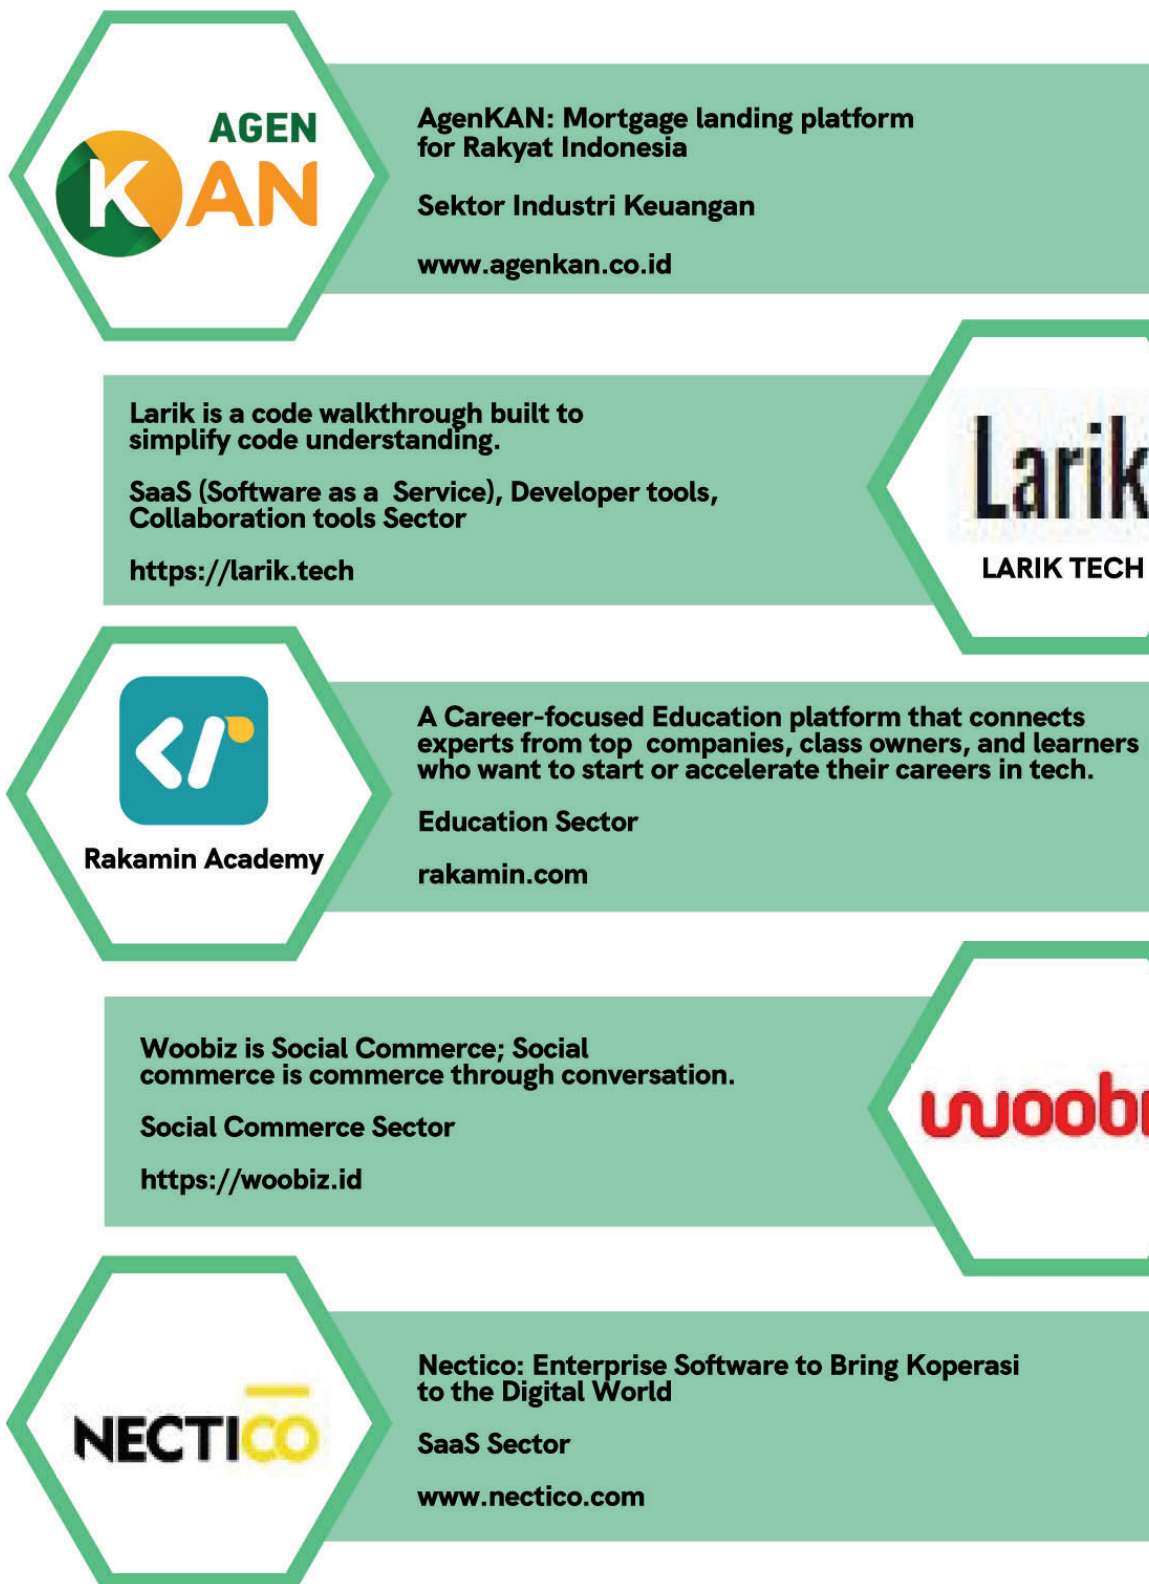 AGEN
KAN
AgenKAN: Mortgage landing platform
for Rakyat Indonesia
Sektor Industri Keuangan
www.agenkan.co.id
Larik is a code walkthrough built to
simplify code understanding.
SaaS (Software as a Service), Developer tools,
Collaboration tools Sector
https://larik.tech
Larik
LARIK TECH
Rakamin Academy
A Career-focused Education platform that connects
experts from top companies, class owners, and learners
who want to start or accelerate their careers in tech.
Education Sector
rakamin.com
Woobiz is Social Commerce; Social
commerce is commerce through conversation.
Social Commerce Sector
https://woobiz.id
NECTICO
Nectico: Enterprise Software to Bring Koperasi
to the Digital World
SaaS Sector
www.nectico.com